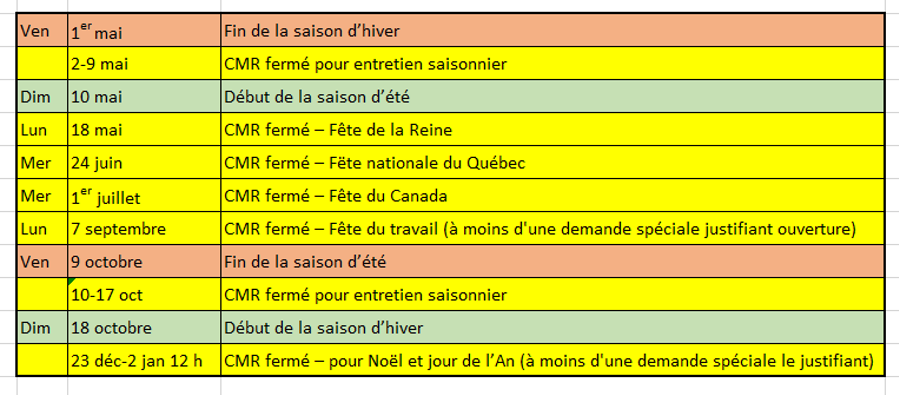 Ven 1er mai Fin de la saison d’hiver
2-9 mai CMR fermé pour entretien saisonnier
Dim 10 mai Début de la saison d’été
Lun 18 mai CMR fermé – Fête de la Reine
Mer 24 juin CMR fermé – Fëte nationale du Québec
Mer 1er juillet CMR fermé – Fête du Canada
Lun 7 septembre CMR fermé – Fête du travail (à moins d'une demande spéciale justifiant ouverture)
Ven 9 octobre Fin de la saison d’été
10-17 oct CMR fermé pour entretien saisonnier
Dim 18 octobre Début de la saison d’hiver
23 déc-2 jan 12 h CMR fermé – pour Noël et jour de l’An (à moins d'une demande spéciale le justifiant)